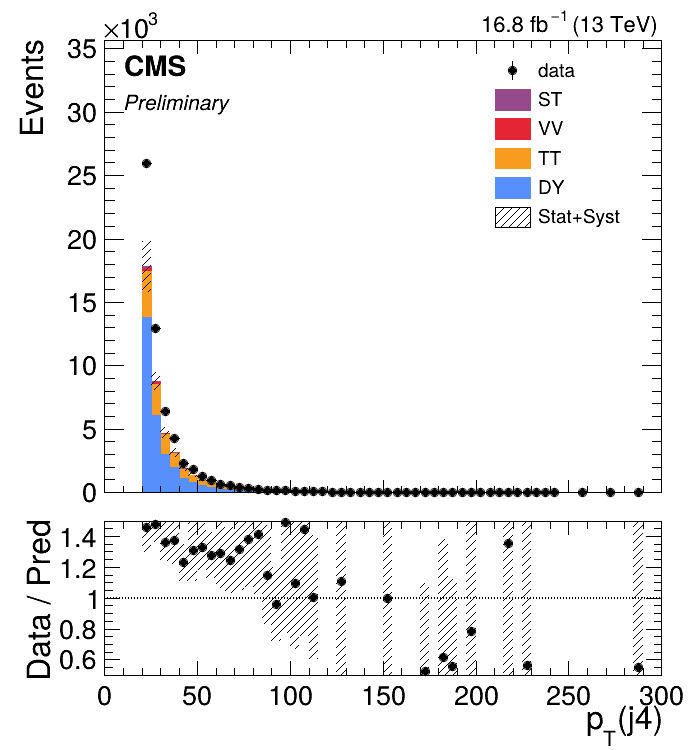 ×10³
16.8 fb⁻¹ (13 TeV)
Events
35
30
25
20
15
10
5
0
CMS
Preliminary
data
ST
VV
TT
DY
Stat+Syst
Data / Pred
1.4
1.2
1
0.8
0.6
0 50 100 150 200 250 300
p_T(j4)